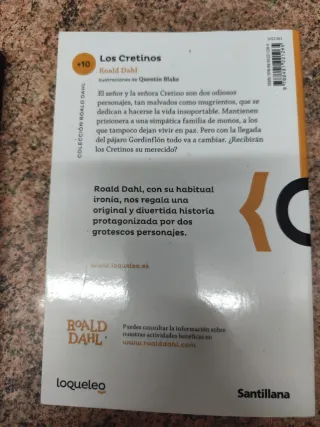 +10
Los Cretinos
Roald Dahl
Ilustraciones de Quentin Blake
COLECCIÓN ROALD DAHL
El señor y la señora Cretino son dos odiosos
personajes, tan malvados como mugrientos, que se
dedican a hacerse la vida insoportable. Mantienen
prisionera a una simpática familia de monos, a los
que tampoco dejan vivir en paz. Pero con la llegada
del pájaro Gordinflón todo va a cambiar. ¿Recibirán
los Cretinos su merecido?
Roald Dahl, con su habitual
ironía, nos regala una
original y divertida historia
protagonizada por dos
grotescos personajes.
www.loqueleo.es
ROALD
DAHL
Puedes consultar la información sobre
nuestras actividades benéficas en
www.roalddahl.com
loqueleo
Santillana